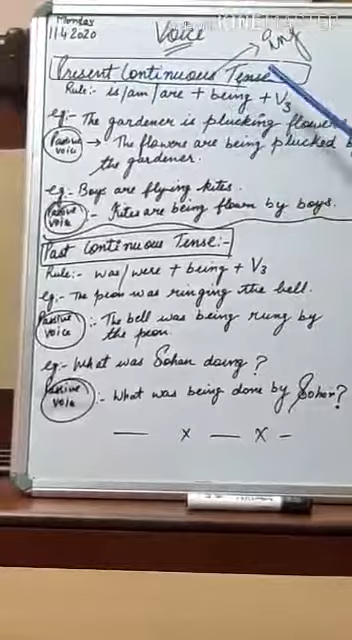 Monday
11.4.2020
Voice
ing
Present Continuous Tense
Rule:- is/am/are + being + V3
eg:- The gardener is plucking flowers
Passive voice → The flowers are being plucked
the gardener.
eg:- Boys are flying kites.
Passive voice :- Kites are being flown by boys.
Past Continuous Tense:-
Rule:- was/were + being + V3
eg:- The peon was ringing the bell.
Passive voice :- The bell was being rung by
the peon.
eg:- What was Sohan doing?
Passive voice :- What was being done by Sohan?
— x — x –